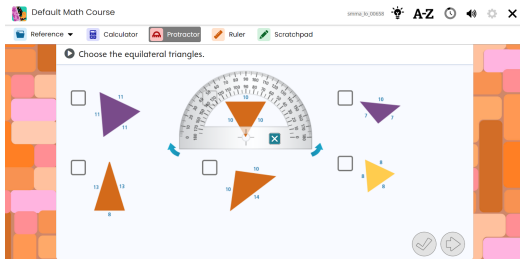 Default Math Course
A-Z
Reference
Calculator
Protractor
Ruler
Scratchpad
Choose the equilateral triangles.
11
11
11
10
10
10
10
7
7
13
13
8
10
10
14
8
8
8